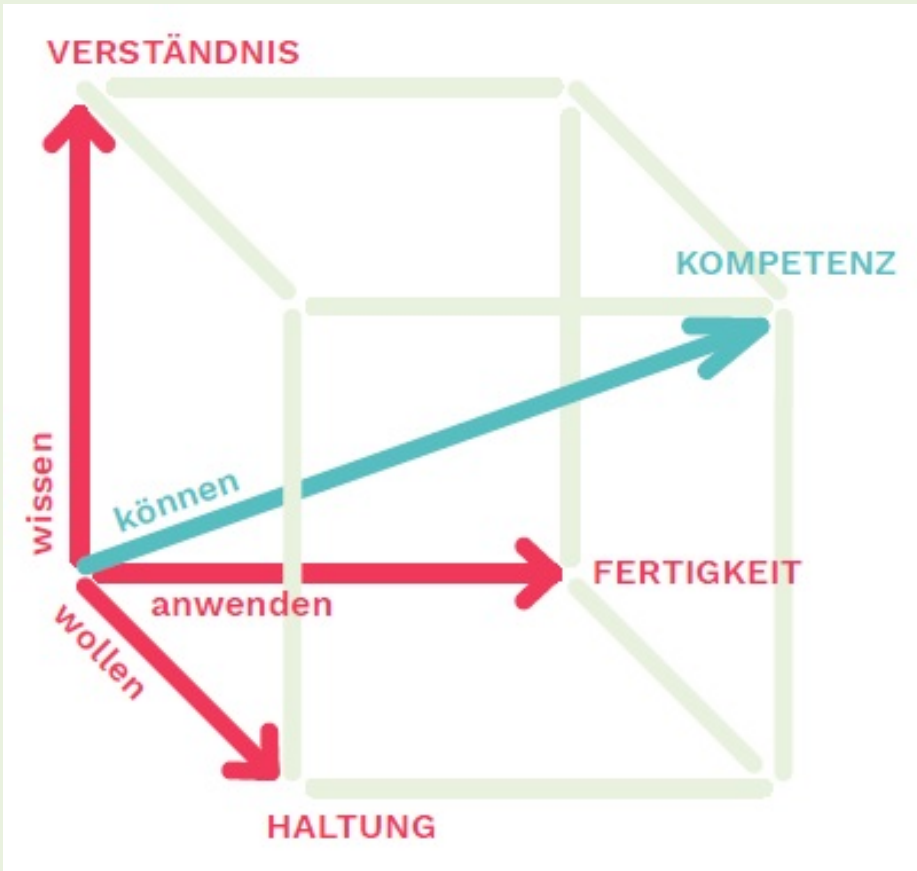 VERSTÄNDNIS
KOMPETENZ
wissen
können
FERTIGKEIT
anwenden
wollen
HALTUNG